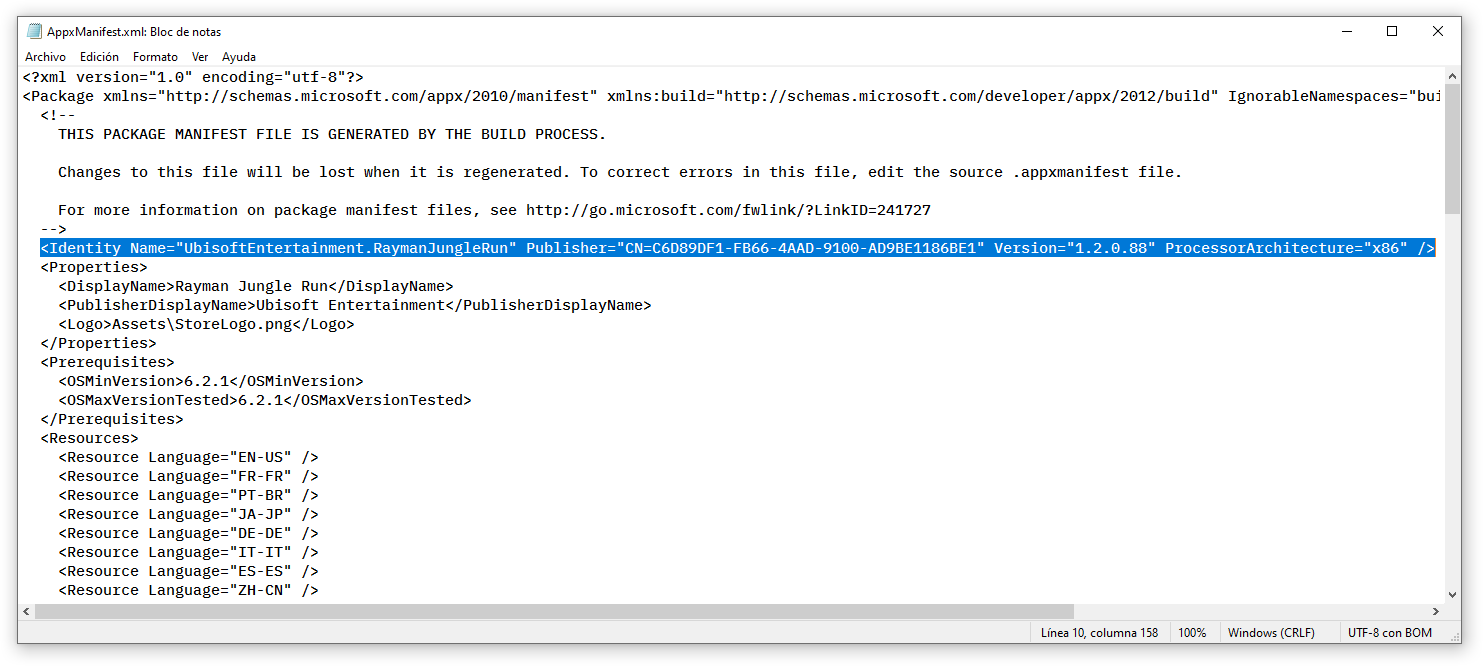 AppxManifest.xml: Bloc de notas
Archivo Edición Formato Ver Ayuda
<?xml version="1.0" encoding="utf-8"?>
<Package xmlns="http://schemas.microsoft.com/appx/2010/manifest" xmlns:build="http://schemas.microsoft.com/developer/appx/2012/build" IgnorableNamespaces="bui
<!--
THIS PACKAGE MANIFEST FILE IS GENERATED BY THE BUILD PROCESS.
Changes to this file will be lost when it is regenerated. To correct errors in this file, edit the source .appxmanifest file.
For more information on package manifest files, see http://go.microsoft.com/fwlink/?LinkID=241727
-->
<Identity Name="UbisoftEntertainment.RaymanJungleRun" Publisher="CN=C6D89DF1-FB66-4AAD-9100-AD9BE1186BE1" Version="1.2.0.88" ProcessorArchitecture="x86" />
<Properties>
<DisplayName>Rayman Jungle Run</DisplayName>
<PublisherDisplayName>Ubisoft Entertainment</PublisherDisplayName>
<Logo>Assets\StoreLogo.png</Logo>
</Properties>
<Prerequisites>
<OSMinVersion>6.2.1</OSMinVersion>
<OSMaxVersionTested>6.2.1</OSMaxVersionTested>
</Prerequisites>
<Resources>
<Resource Language="EN-US" />
<Resource Language="FR-FR" />
<Resource Language="PT-BR" />
<Resource Language="JA-JP" />
<Resource Language="DE-DE" />
<Resource Language="IT-IT" />
<Resource Language="ES-ES" />
<Resource Language="ZH-CN" />
Línea 10, columna 158 100% Windows (CRLF) UTF-8 con BOM